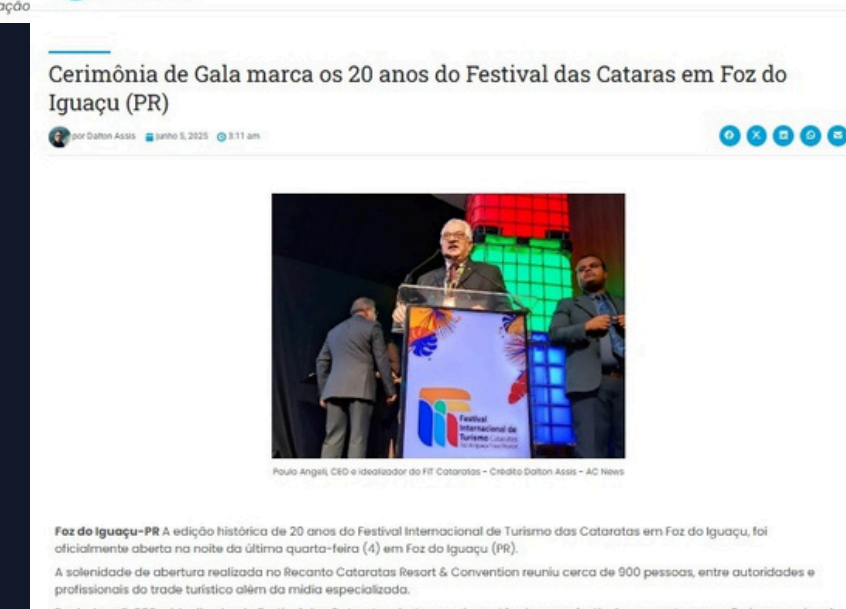 ação
Cerimônia de Gala marca os 20 anos do Festival das Cataras em Foz do
Iguaçu (PR)
por Dalton Assis junho 5, 2025 3:11 am
Festival
Internacional de
Turismo Cataratas
Paulo Angeli, CEO e idealizador do FIT Cataratas – Crédito Dalton Assis – AC News
Foz do Iguaçu-PR A edição histórica de 20 anos do Festival Internacional de Turismo das Cataratas em Foz do Iguaçu, foi
oficialmente aberta na noite da última quarta-feira (4) em Foz do Iguaçu (PR).
A solenidade de abertura realizada no Recanto Cataratas Resort & Convention reuniu cerca de 900 pessoas, entre autoridades e
profissionais do trade turístico além da mídia especializada.